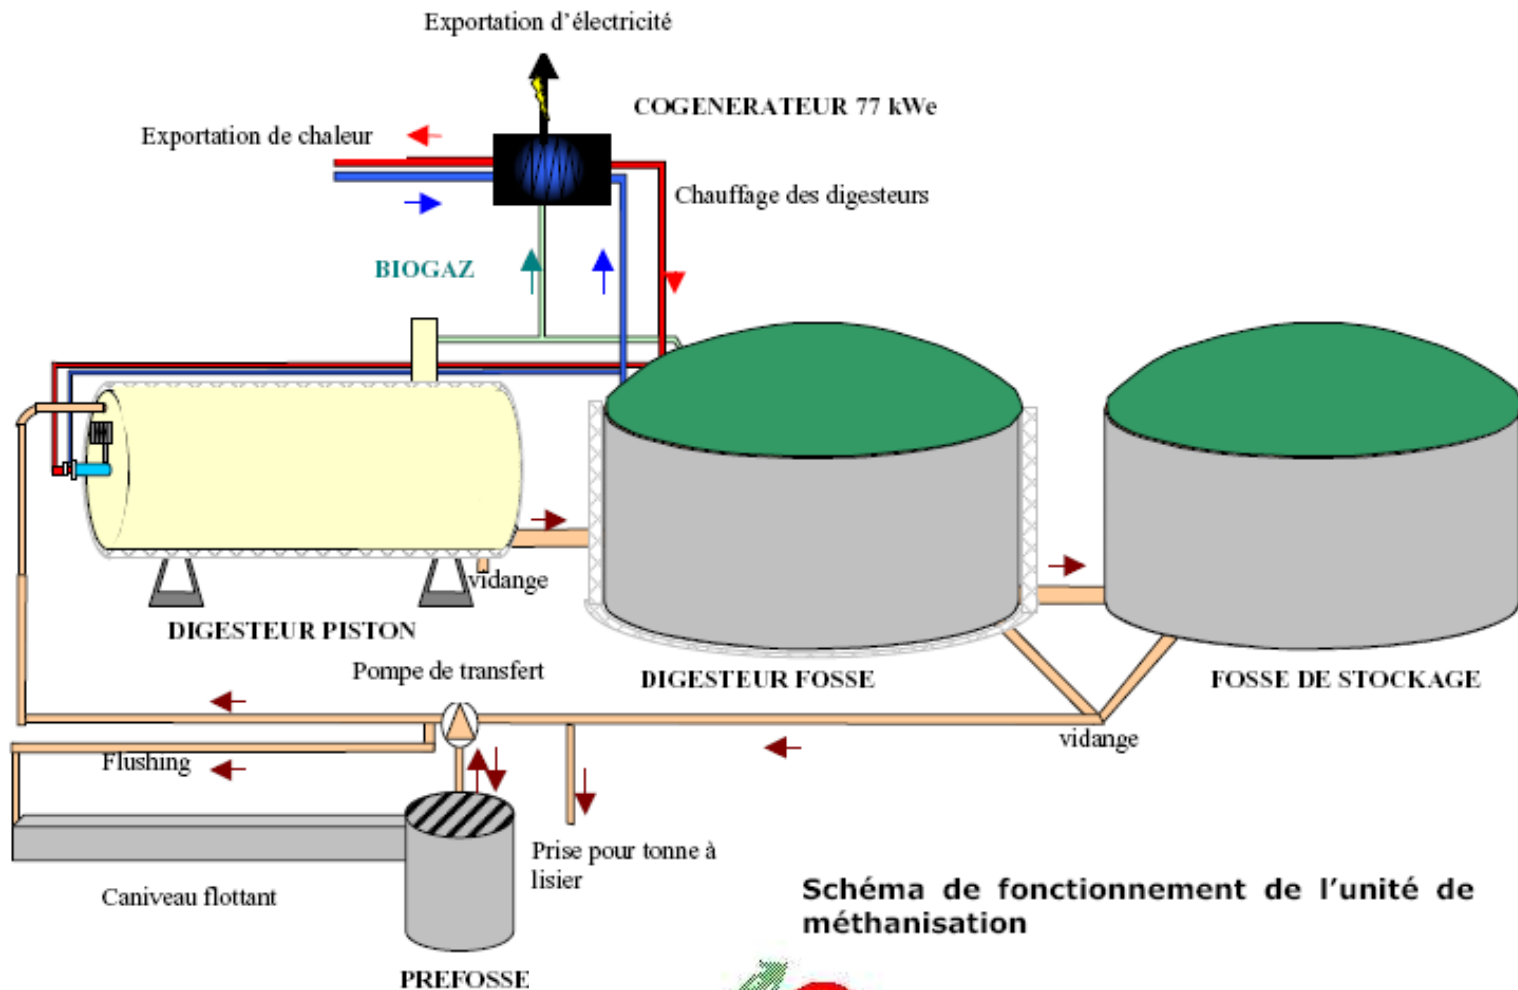 Exportation d'électricité
COGENERATEUR 77 kWe
Exportation de chaleur
Chauffage des digesteurs
BIOGAZ
vidange
DIGESTEUR PISTON
Pompe de transfert
DIGESTEUR FOSSE
FOSSE DE STOCKAGE
vidange
Flushing
Prise pour tonne à
lisier
Caniveau flottant
Schéma de fonctionnement de l'unité de
méthanisation
PREFOSSE